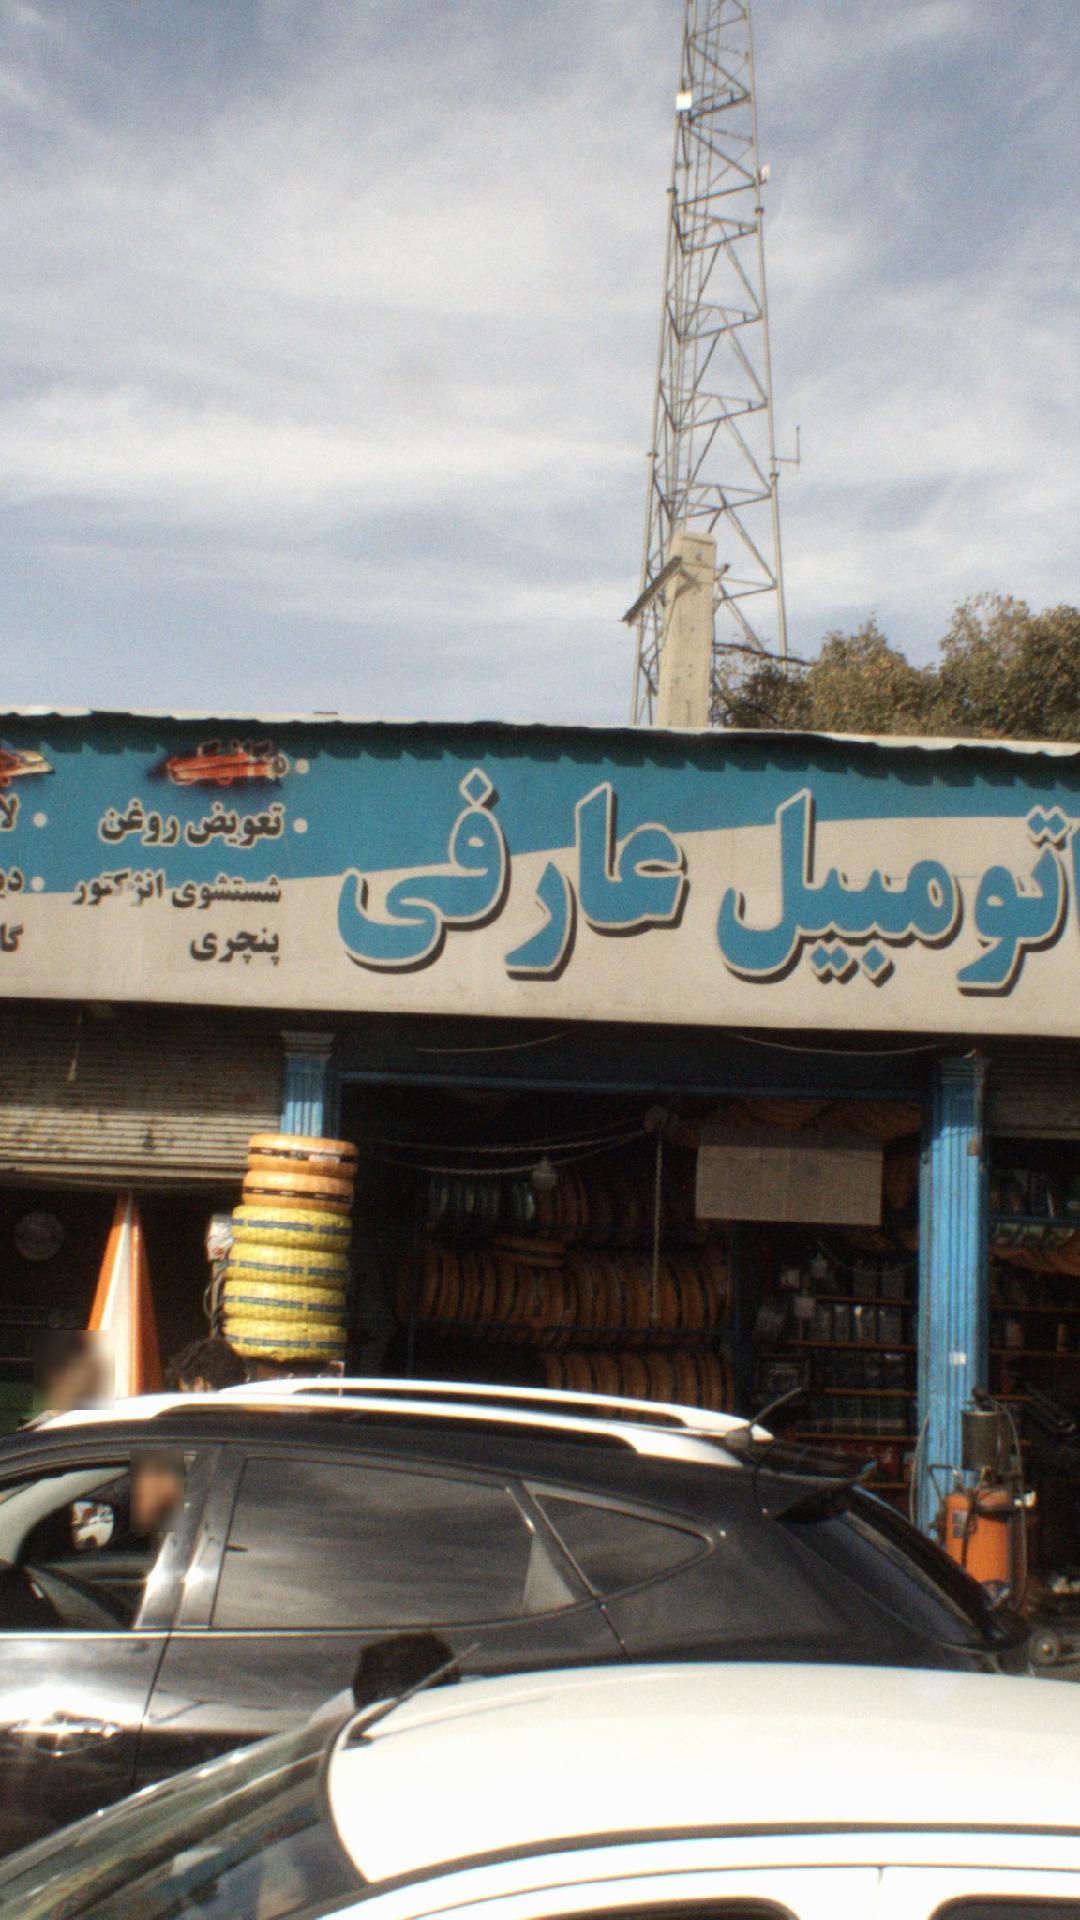 اتومبیل عارفی
تعویض روغن
شستشوی انژکتور
پنچری